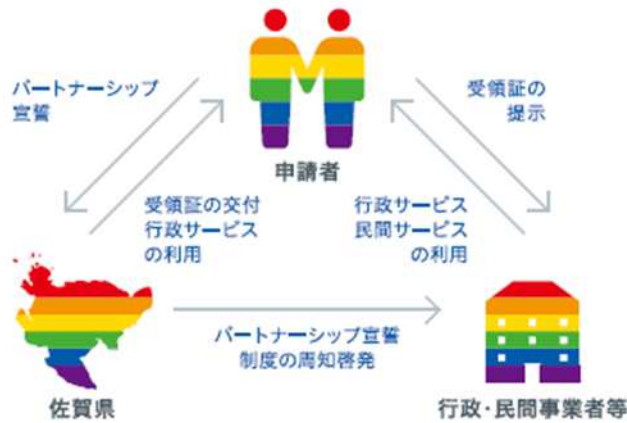 パートナーシップ
宣誓
受領証の
提示
申請者
受領証の交付
行政サービス
の利用
行政サービス
民間サービス
の利用
パートナーシップ宣誓
制度の周知啓発
佐賀県
行政・民間事業者等